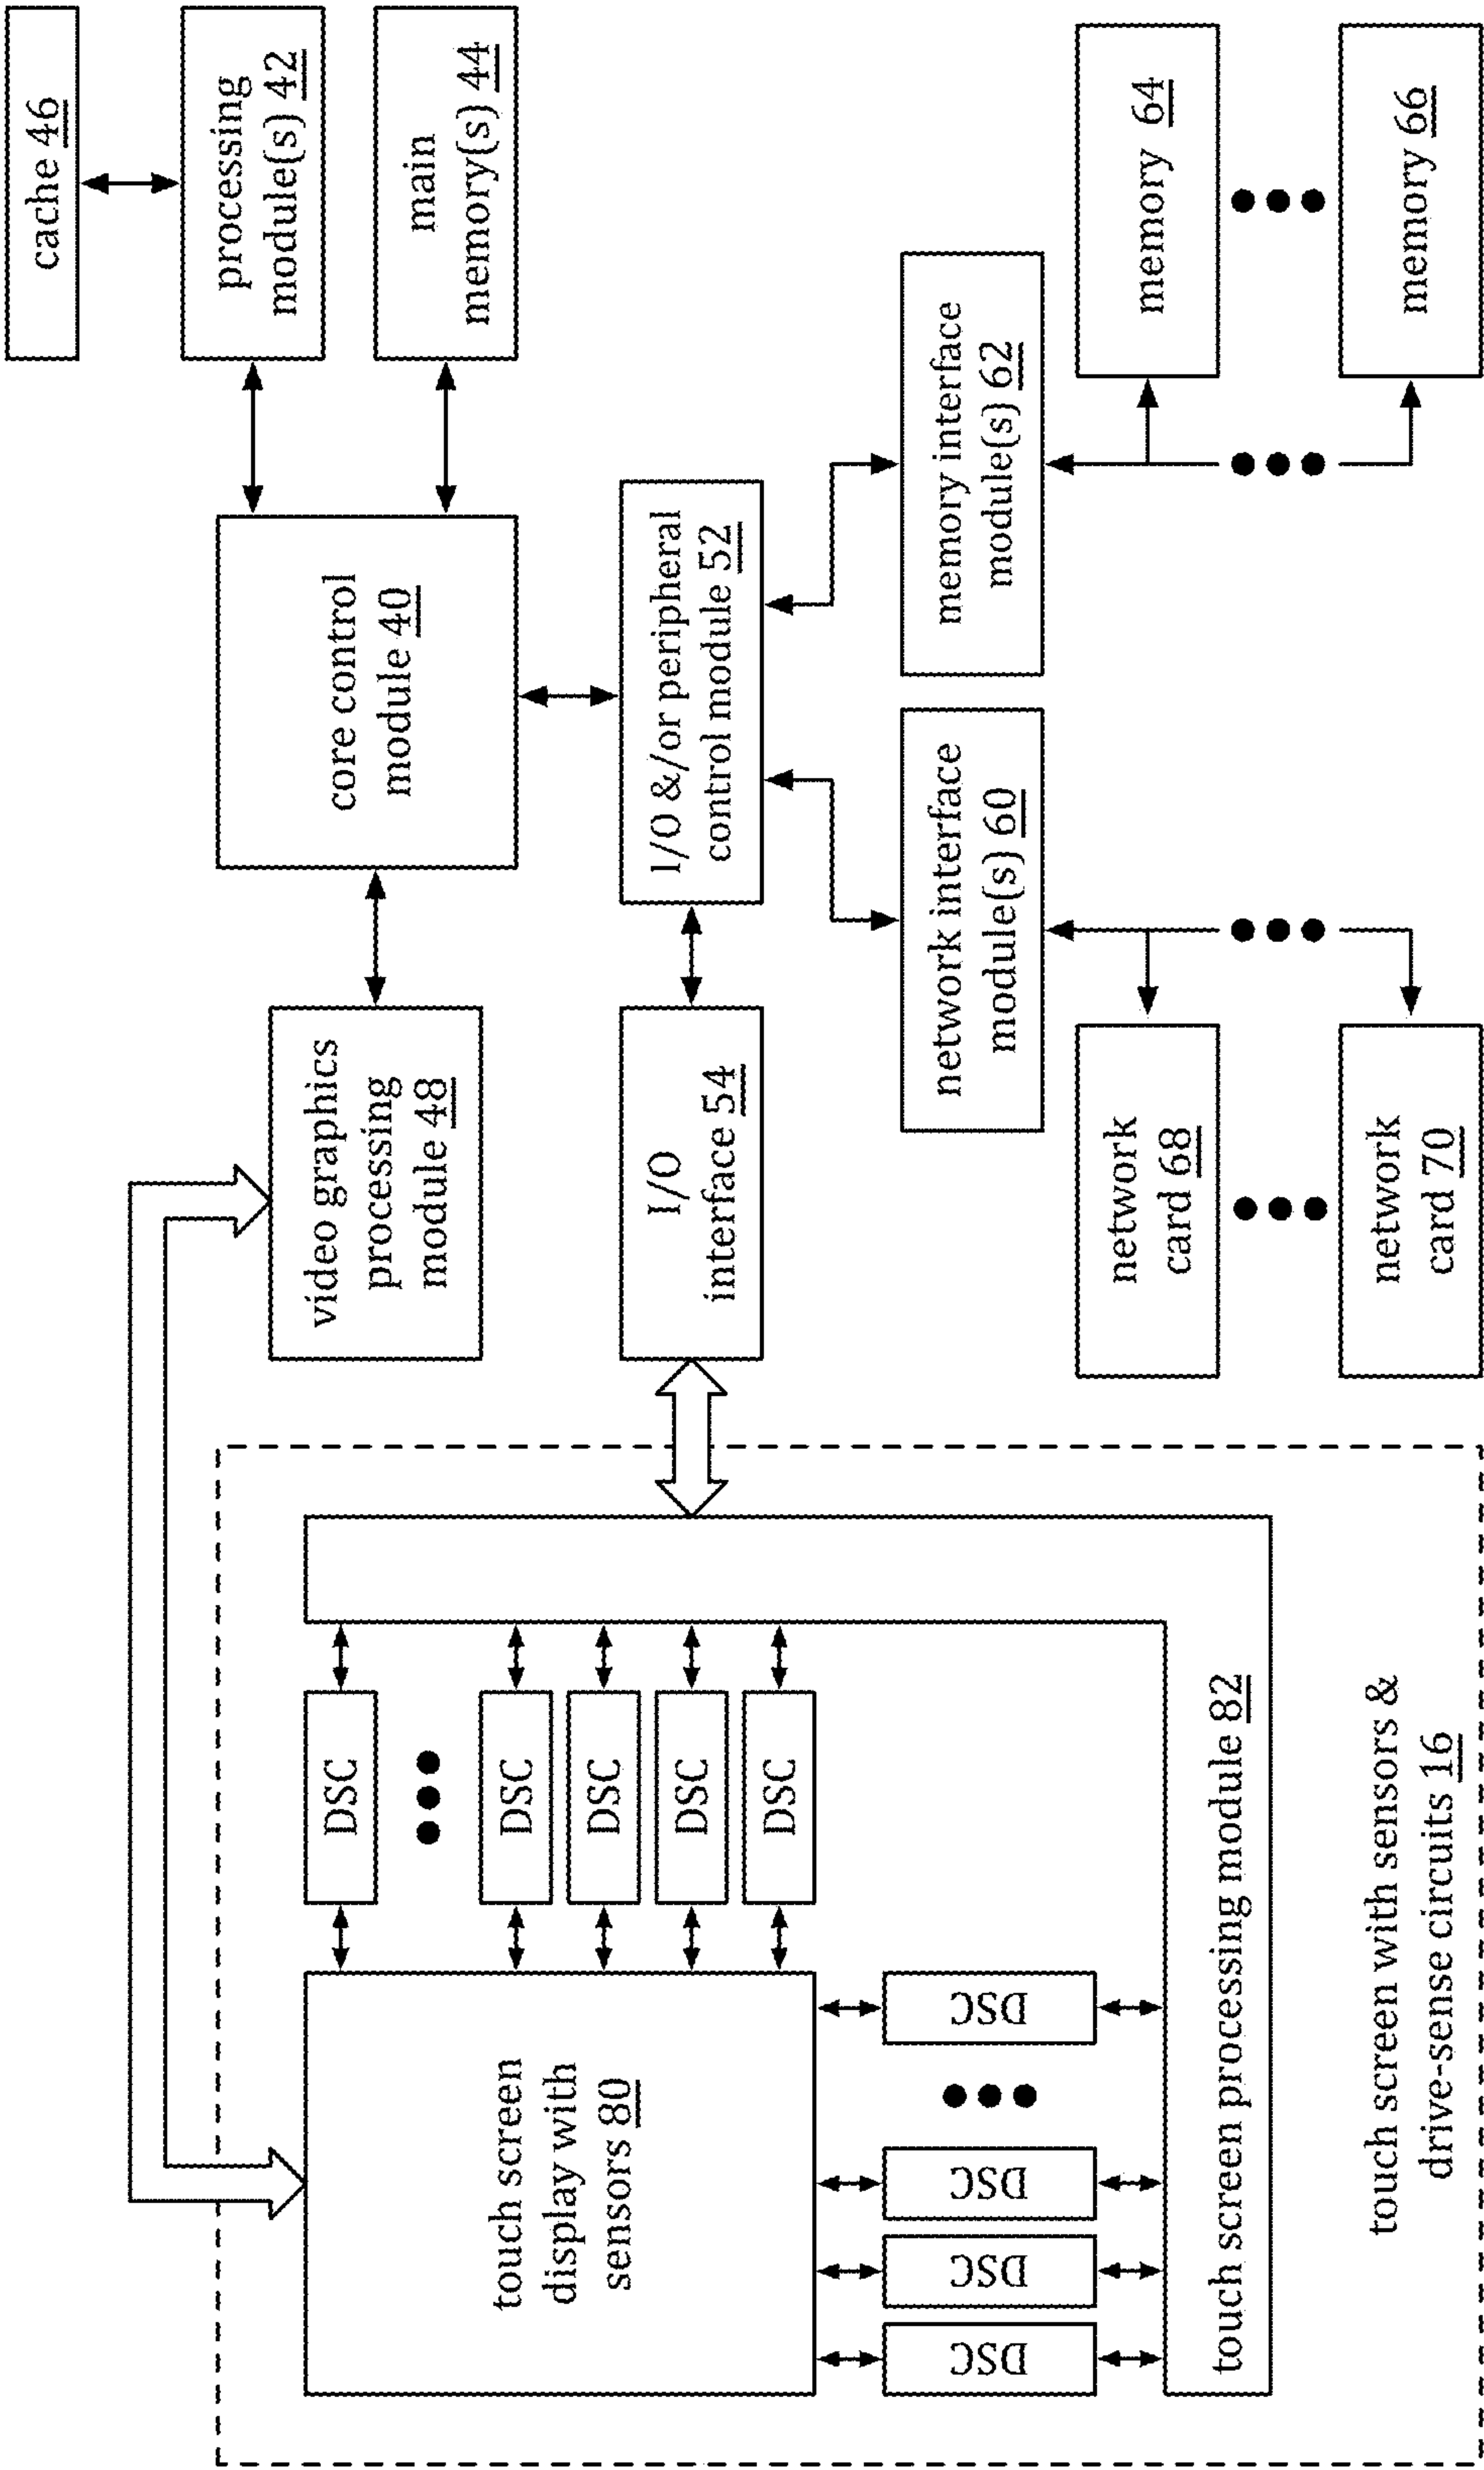 cache 46
processing
module(s) 42
main
memory(s) 44
core control
module 40
video graphics
processing
module 48
I/O &/or peripheral
control module 52
I/O
interface 54
memory interface
module(s) 62
network interface
module(s) 60
memory 64
memory 66
network
card 68
network
card 70
touch screen
display with
sensors 80
DSC
DSC
DSC
DSC
DSC
DSC
DSC
DSC
DSC
touch screen processing module 82
touch screen with sensors &
drive-sense circuits 16